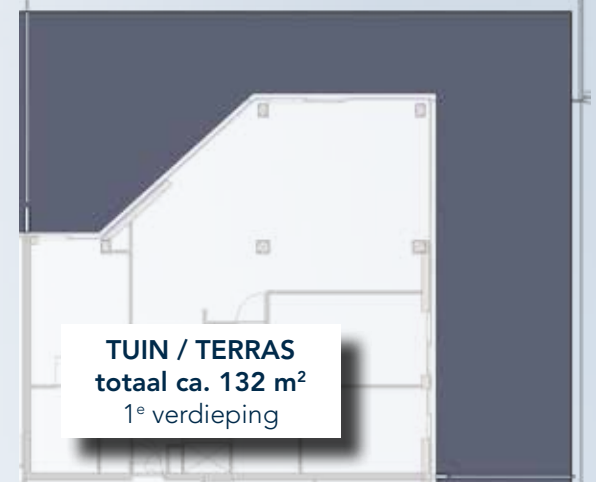 TUIN / TERRAS
totaal ca. 132 m²
1ᵉ verdieping